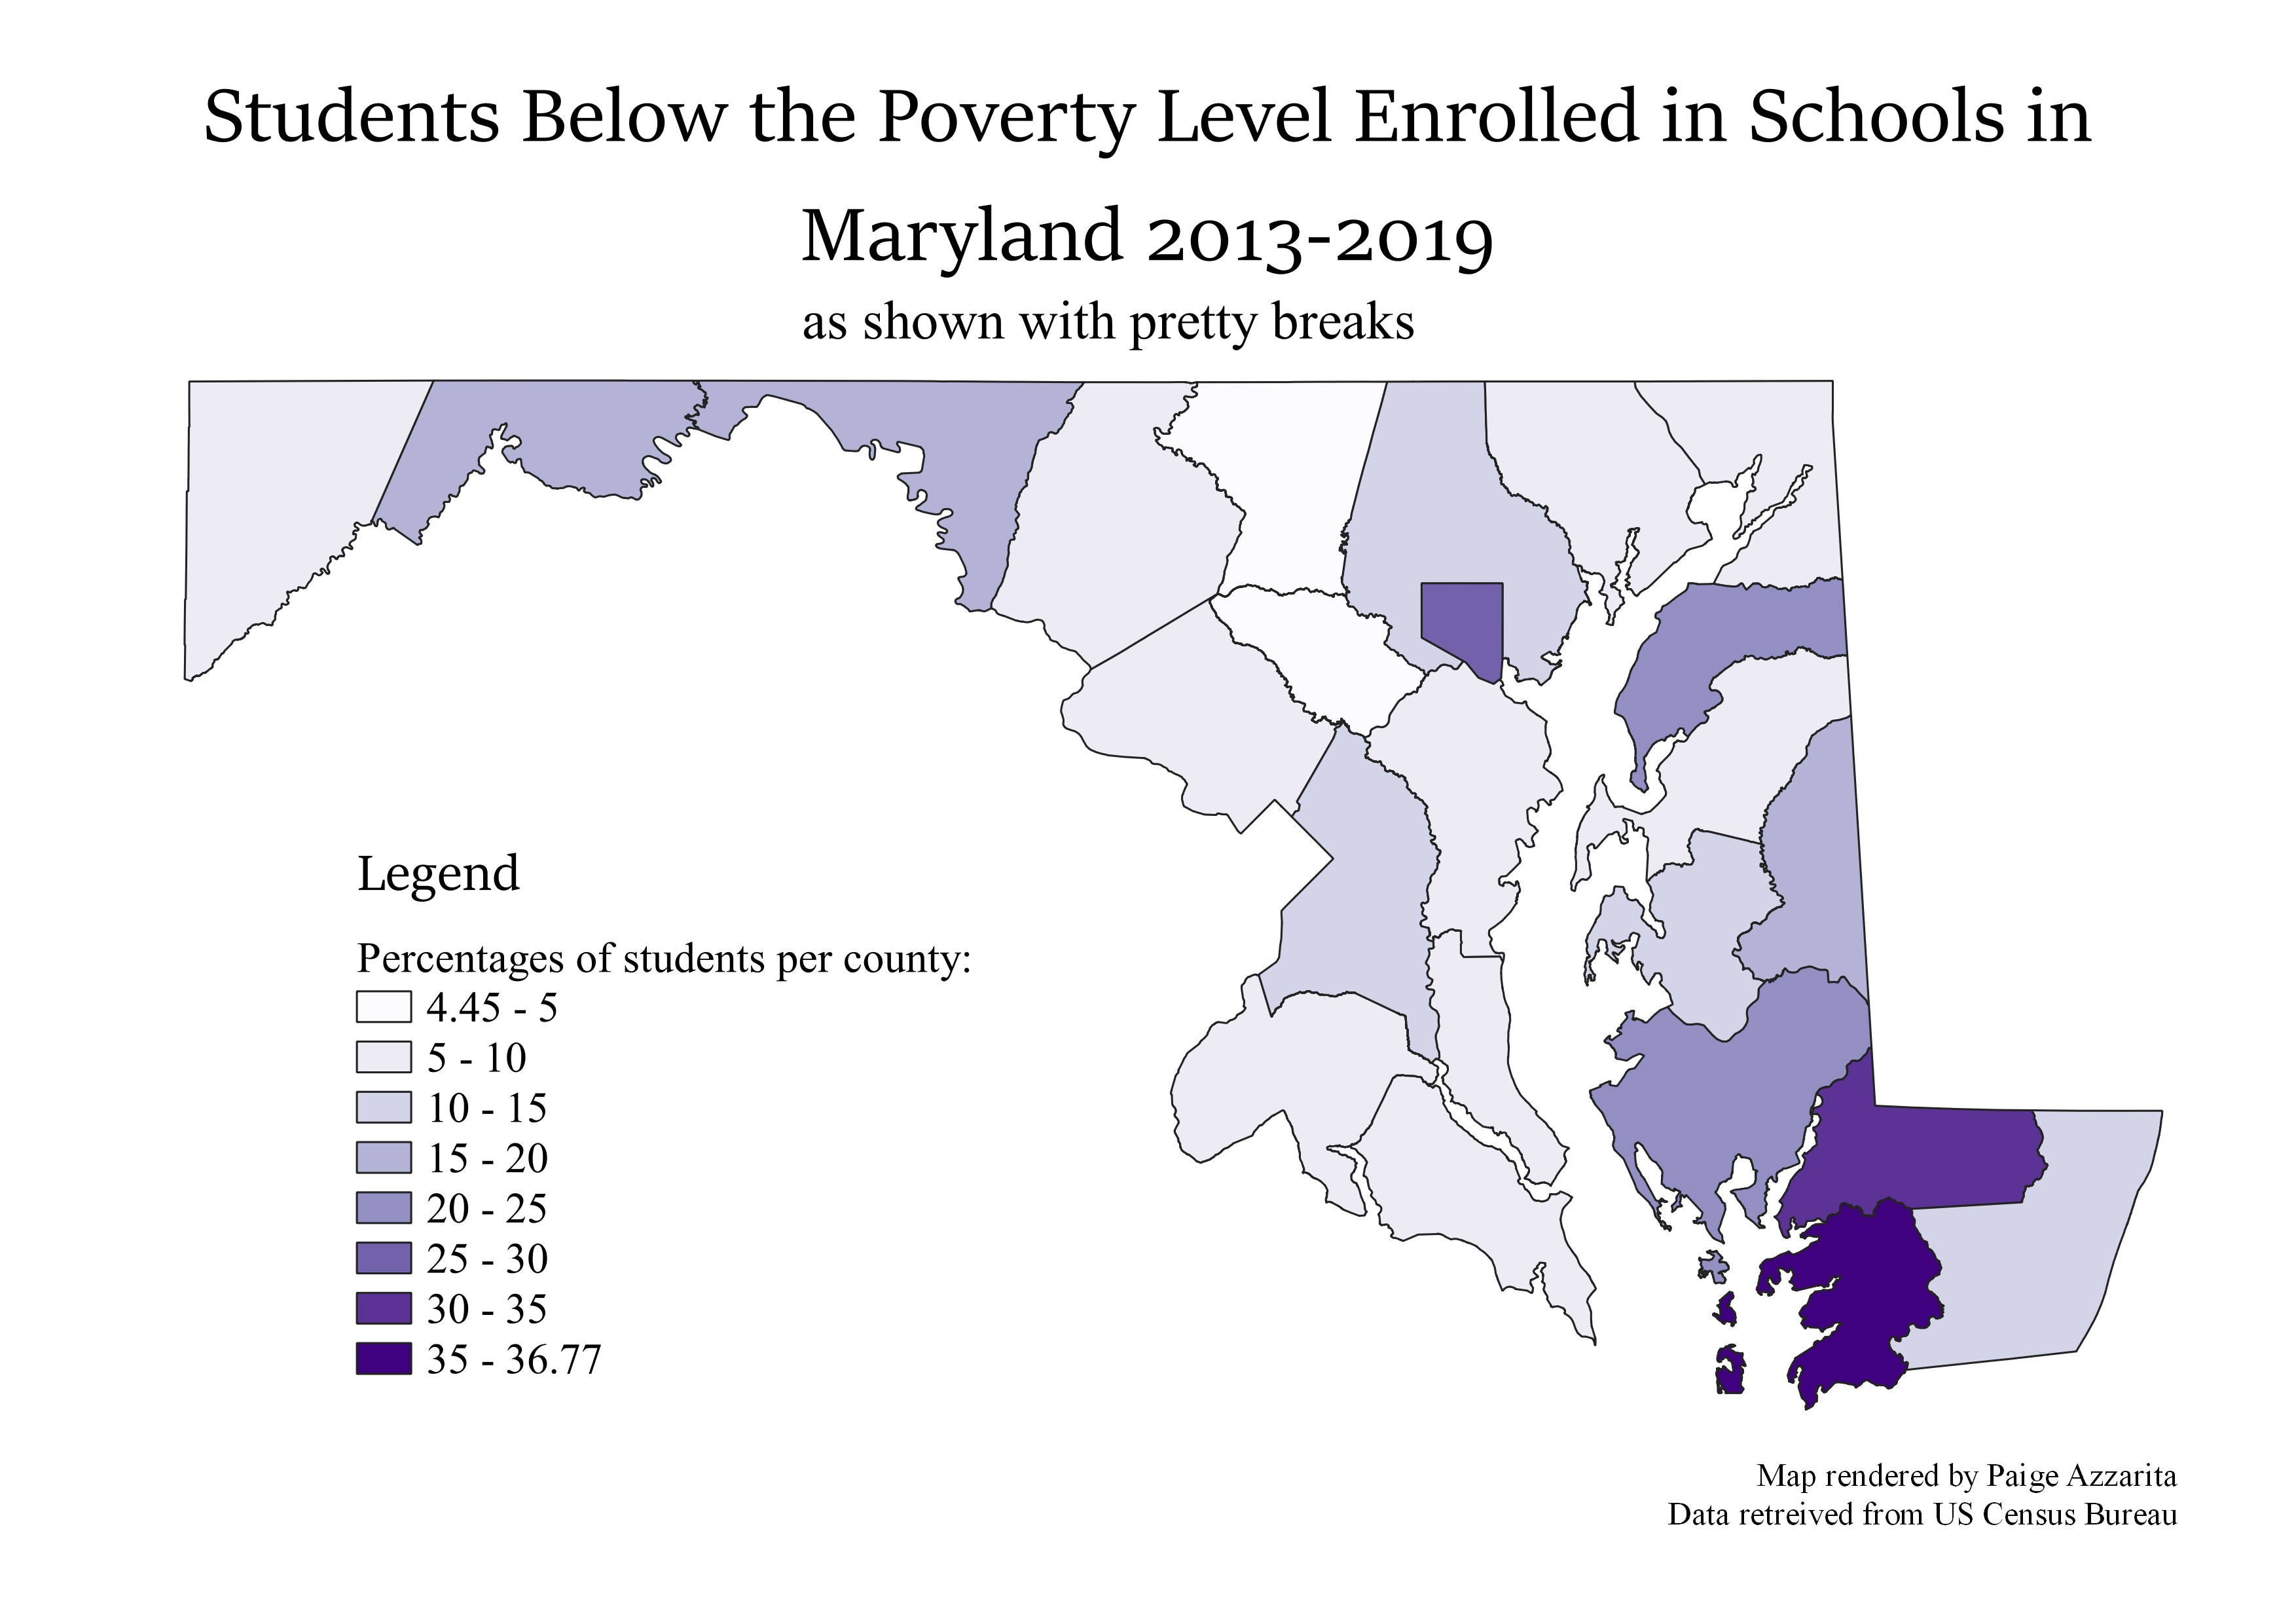 Students Below the Poverty Level Enrolled in Schools in
Maryland 2013-2019
as shown with pretty breaks
Legend
Percentages of students per county:
4.45 - 5
5 - 10
10 - 15
15 - 20
20 - 25
25 - 30
30 - 35
35 - 36.77
Map rendered by Paige Azzarita
Data retreived from US Census Bureau